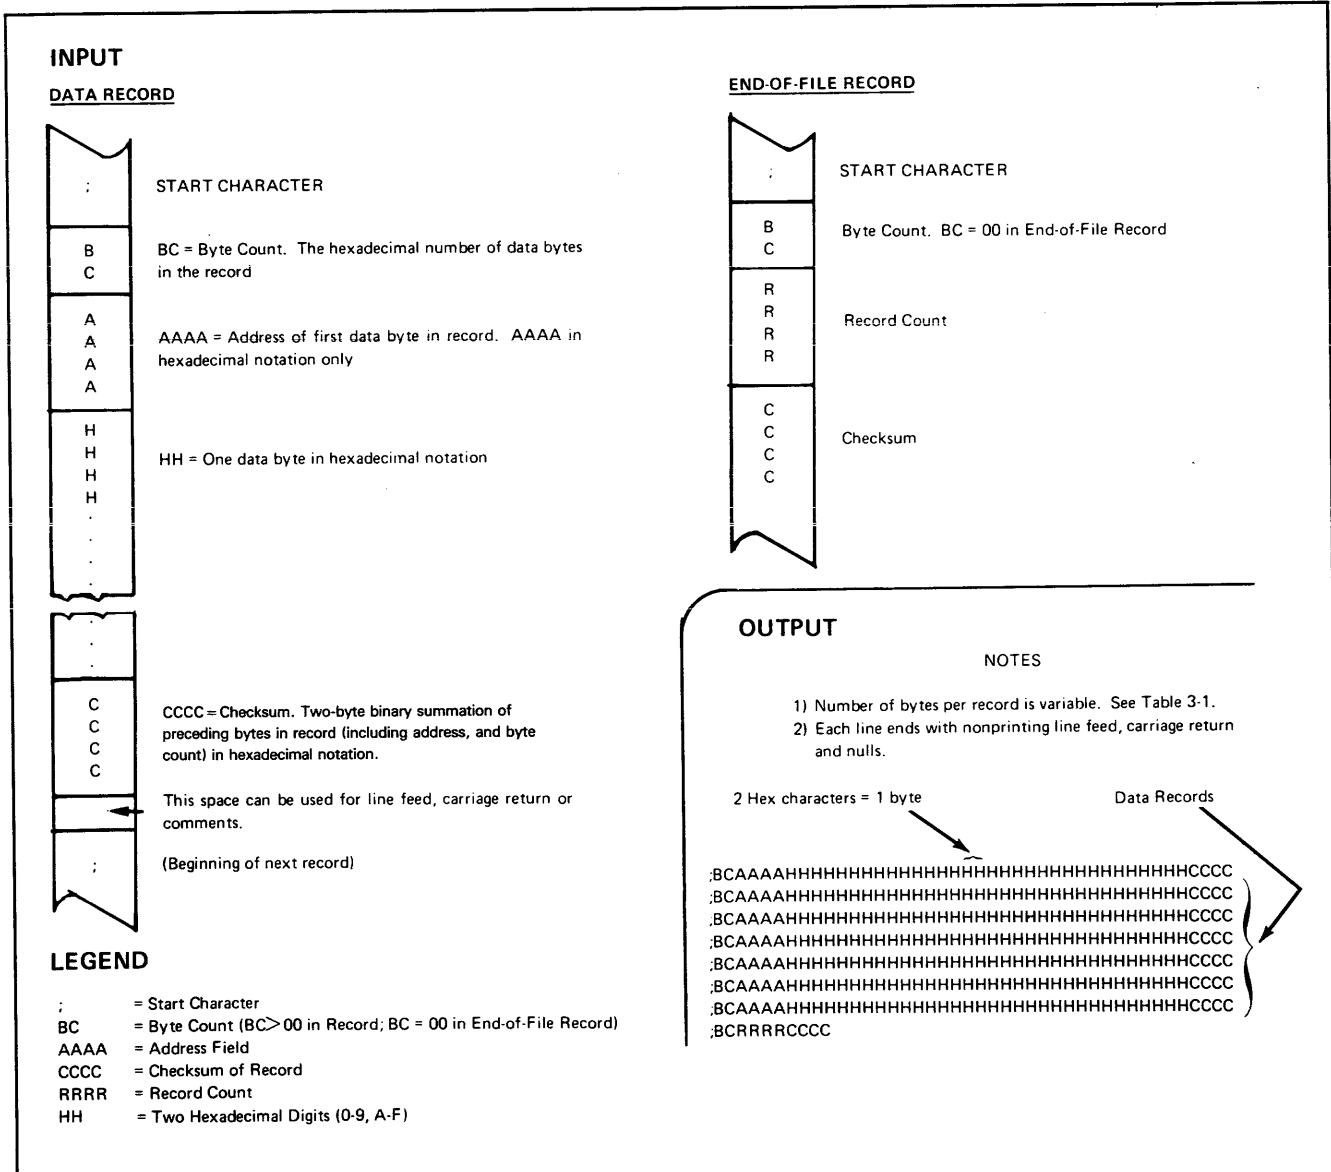 INPUT
DATA RECORD
;
START CHARACTER
B
C
BC = Byte Count. The hexadecimal number of data bytes
in the record
A
A
A
A
AAAA = Address of first data byte in record. AAAA in
hexadecimal notation only
H
H
H
H
.
.
.
.
HH = One data byte in hexadecimal notation
.
.
.
C
C
C
C
CCCC = Checksum. Two-byte binary summation of
preceding bytes in record (including address, and byte
count) in hexadecimal notation.
This space can be used for line feed, carriage return or
comments.
;
(Beginning of next record)
LEGEND
; = Start Character
BC = Byte Count (BC>00 in Record; BC = 00 in End-of-File Record)
AAAA = Address Field
CCCC = Checksum of Record
RRRR = Record Count
HH = Two Hexadecimal Digits (0-9, A-F)
END-OF-FILE RECORD
;
START CHARACTER
B
C
Byte Count. BC = 00 in End-of-File Record
R
R
R
R
Record Count
C
C
C
C
Checksum
OUTPUT
NOTES
1) Number of bytes per record is variable. See Table 3-1.
2) Each line ends with nonprinting line feed, carriage return
and nulls.
2 Hex characters = 1 byte
Data Records
;BCAAAAHHHHHHHHHHHHHHHHHHHHHHHHHHHHHHHHCCCC
;BCAAAAHHHHHHHHHHHHHHHHHHHHHHHHHHHHHHHHCCCC
;BCAAAAHHHHHHHHHHHHHHHHHHHHHHHHHHHHHHHHCCCC
;BCAAAAHHHHHHHHHHHHHHHHHHHHHHHHHHHHHHHHCCCC
;BCAAAAHHHHHHHHHHHHHHHHHHHHHHHHHHHHHHHHCCCC
;BCAAAAHHHHHHHHHHHHHHHHHHHHHHHHHHHHHHHHCCCC
;BCAAAAHHHHHHHHHHHHHHHHHHHHHHHHHHHHHHHHCCCC
;BCRRRRCCCC